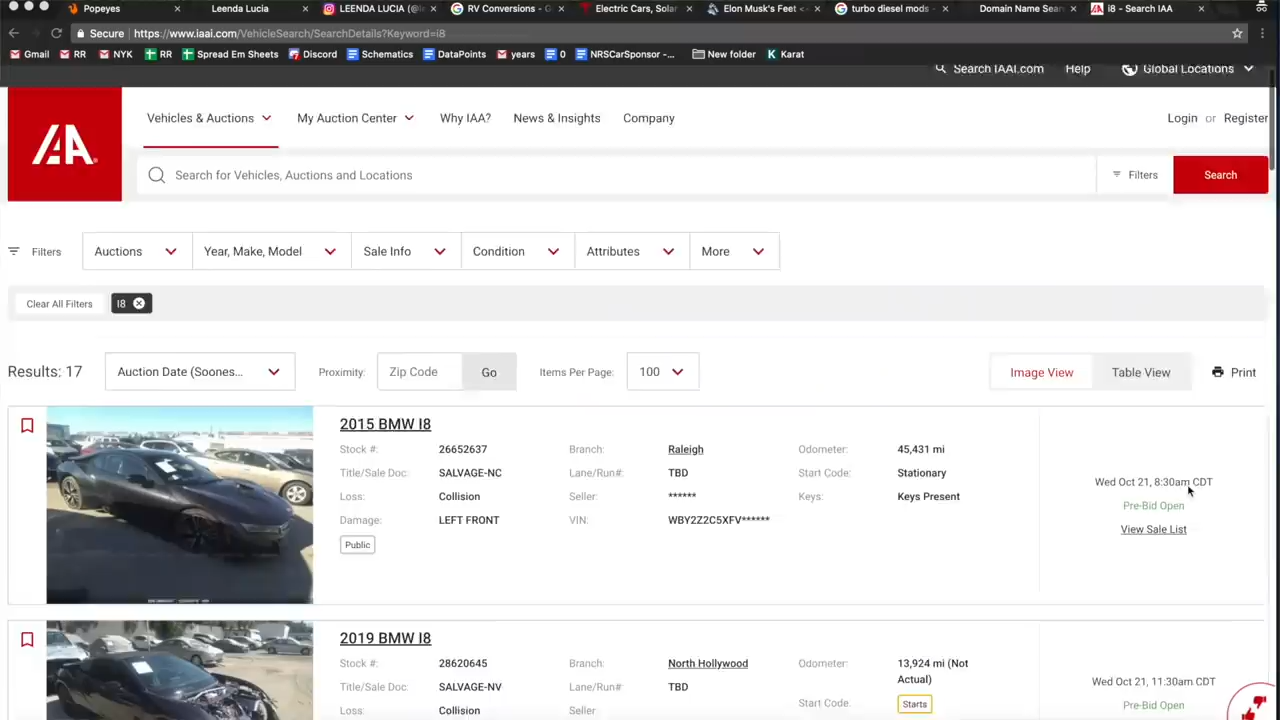 Popeyes
Leenda Lucia
LEENDA LUCIA (@le
RV Conversions - G
Electric Cars, Solar
Elon Musk's Feet <
turbo diesel mods -
Domain Name Sean
i8 - Search IAA
Secure https://www.iaai.com/VehicleSearch/SearchDetails?Keyword=i8
Gmail RR NYK RR Spread Em Sheets Discord Schematics DataPoints years 0 NRSCarSponsor -... New folder Karat
Search IAAI.com Help Global Locations
IAA
Vehicles & Auctions My Auction Center Why IAA? News & Insights Company Login or Register
Search for Vehicles, Auctions and Locations Filters Search
Filters Auctions Year, Make, Model Sale Info Condition Attributes More
Clear All Filters I8
Results: 17 Auction Date (Soones... Proximity: Zip Code Go Items Per Page: 100 Image View Table View Print
2015 BMW I8
Stock #: 26652637 Branch: Raleigh Odometer: 45,431 mi
Title/Sale Doc: SALVAGE-NC Lane/Run#: TBD Start Code: Stationary
Loss: Collision Seller: ****** Keys: Keys Present
Damage: LEFT FRONT VIN: WBY2Z2C5XFV******
Public
Wed Oct 21, 8:30am CDT
Pre-Bid Open
View Sale List
2019 BMW I8
Stock #: 28620645 Branch: North Hollywood Odometer: 13,924 mi (Not Actual)
Title/Sale Doc: SALVAGE-NV Lane/Run#: TBD Start Code: Starts
Loss: Collision Seller
Wed Oct 21, 11:30am CDT
Pre-Bid Open